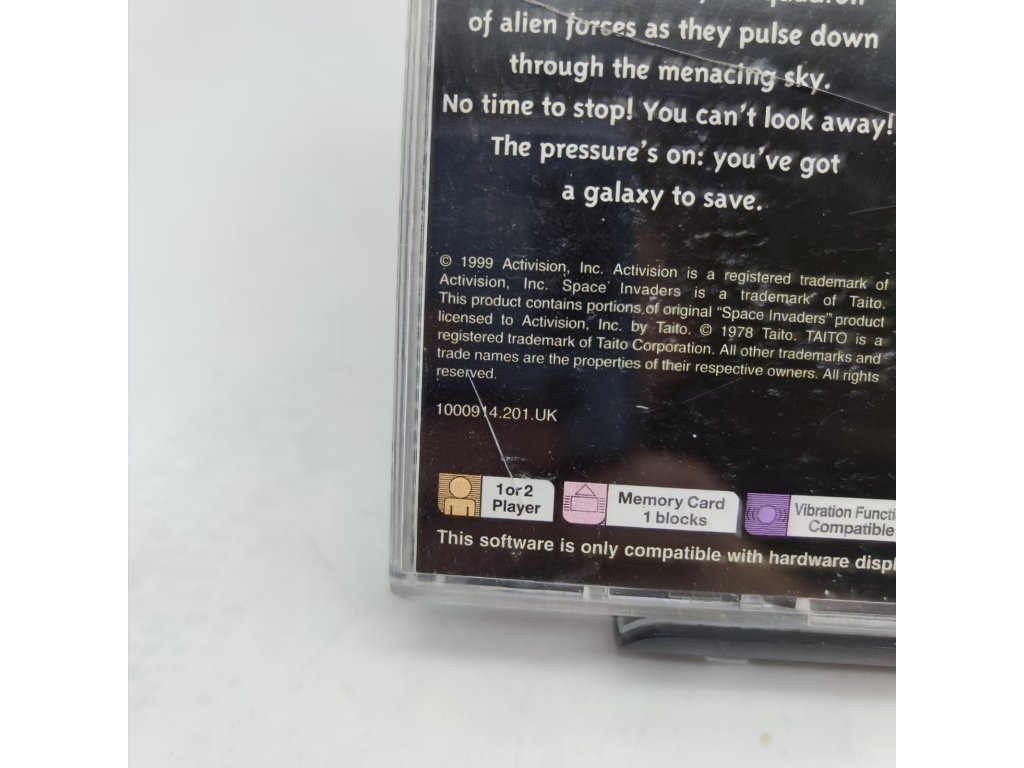 of alien forces as they pulse down
through the menacing sky.
No time to stop! You can't look away!
The pressure's on: you've got
a galaxy to save.
© 1999 Activision, Inc. Activision is a registered trademark of
Activision, Inc. Space Invaders is a trademark of Taito.
This product contains portions of original "Space Invaders" product
licensed to Activision, Inc. by Taito. © 1978 Taito. TAITO is a
registered trademark of Taito Corporation. All other trademarks and
trade names are the properties of their respective owners. All rights
reserved.
1000914.201.UK
1 or 2
Player
Memory Card
1 blocks
Vibration
Compatible
This software is only compatible with hardware